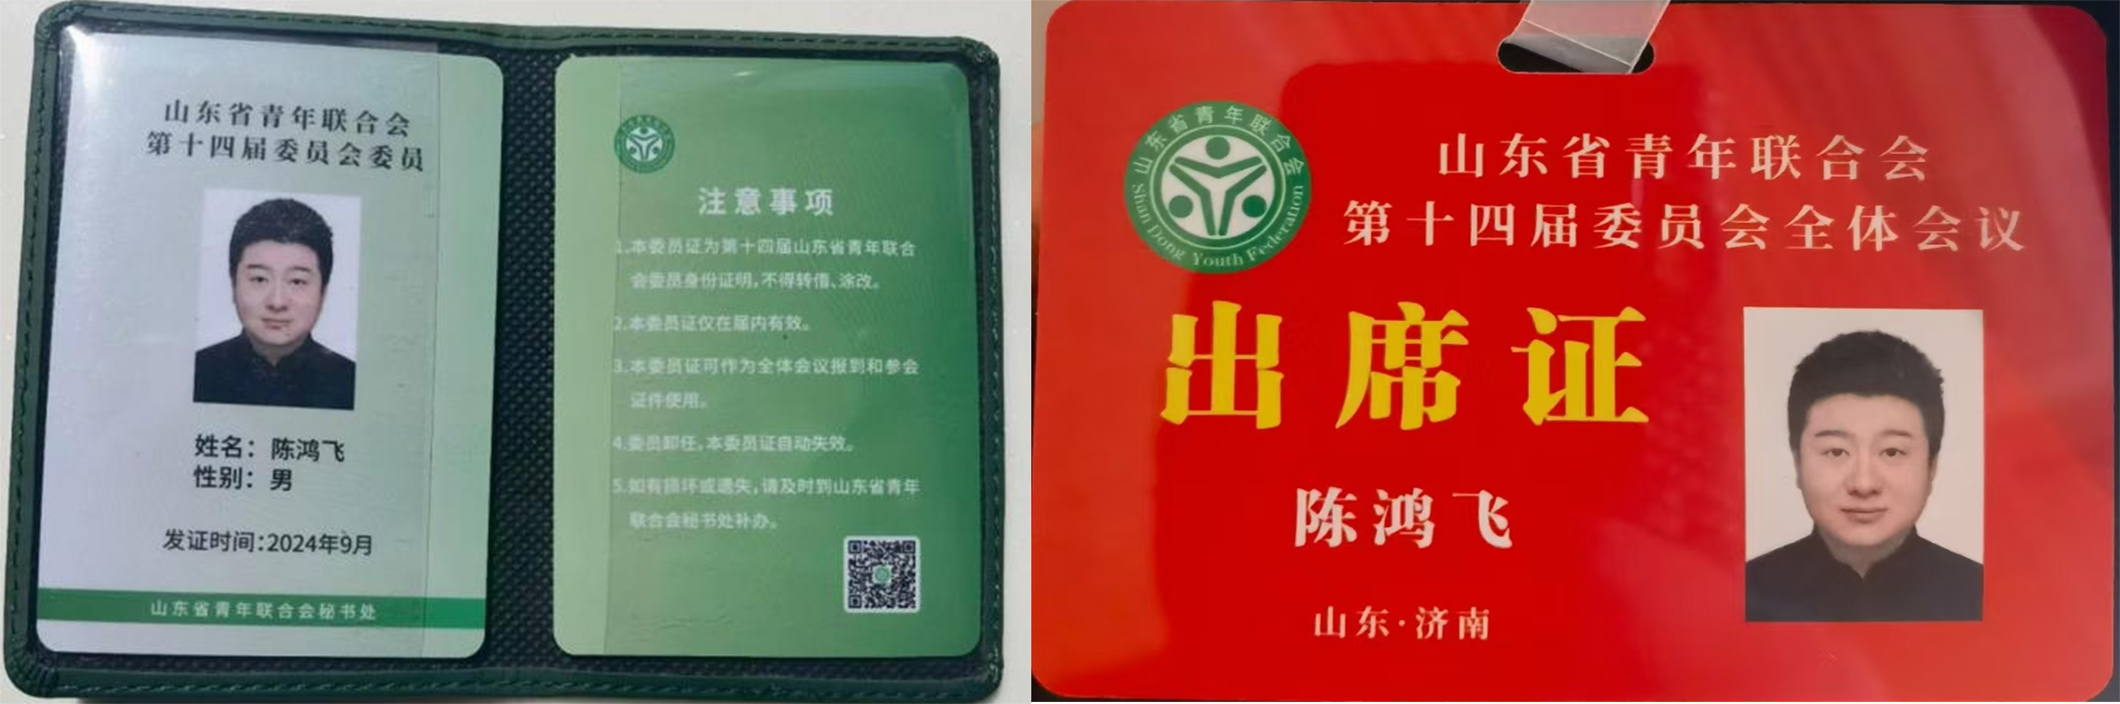 山东省青年联合会
第十四届委员会委员
姓名：陈鸿飞
性别：男
发证时间:2024年9月
山东省青年联合会秘书处
注意事项
1.本委员证为第十四届山东省青年联合
会委员身份证明,不得转借、涂改。
2.本委员证仅在届内有效。
3.本委员证可作为全体会议报到和参会
证件使用。
4.委员卸任,本委员证自动失效。
5.如有损坏或遗失,请及时到山东省青年
联合会秘书处补办。
山东省青年联合会
Shan Dong Youth Federation
山东省青年联合会
第十四届委员会全体会议
出席证
陈鸿飞
山东·济南